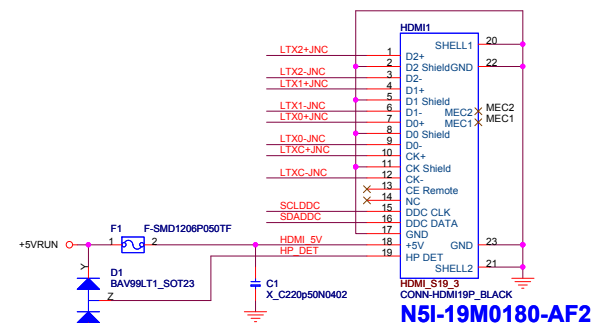 HDMI1
LTX2+JNC 1 D2+ SHELL1 20
2 D2 Shield GND 22
LTX2-JNC 3 D2-
LTX1+JNC 4 D1+
5 D1 Shield
LTX1-JNC 6 D1- MEC2 MEC2
LTX0+JNC 7 D0+ MEC1 MEC1
8 D0 Shield
LTX0-JNC 9 D0-
LTXC+JNC 10 CK+
11 CK Shield
LTXC-JNC 12 CK-
13 CE Remote
14 NC
SCLDDC 15 DDC CLK
SDADDC 16 DDC DATA
17 GND
F1 F-SMD1206P050TF
+5VRUN 1 2 HDMI_5V 18 +5V GND 23
HP_DET 19 HP DET
SHELL2 21
Y
D1
BAV99LT1_SOT23
Z
C1
X_C220p50N0402
HDMI_S19_3
CONN-HDMI19P_BLACK
N5I-19M0180-AF2